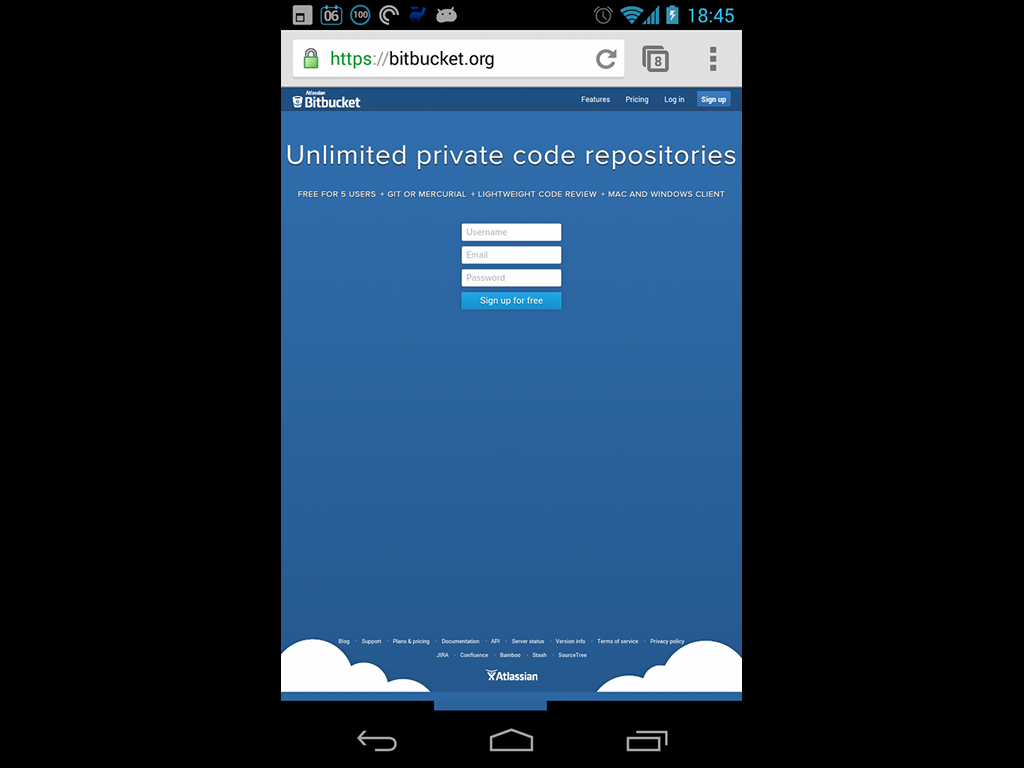 06 100 18:45
https://bitbucket.org 8
Atlassian
Bitbucket Features Pricing Log in Sign up
Unlimited private code repositories
FREE FOR 5 USERS + GIT OR MERCURIAL + LIGHTWEIGHT CODE REVIEW + MAC AND WINDOWS CLIENT
Username
Email
Password
Sign up for free
Blog · Support · Plans & pricing · Documentation · API · Server status · Version info · Terms of service · Privacy policy
JIRA · Confluence · Bamboo · Stash · SourceTree
Atlassian